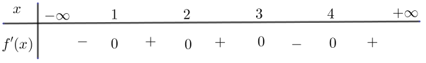 x −∞ 1 2 3 4 +∞
f′(x) − 0 + 0 + 0 − 0 +